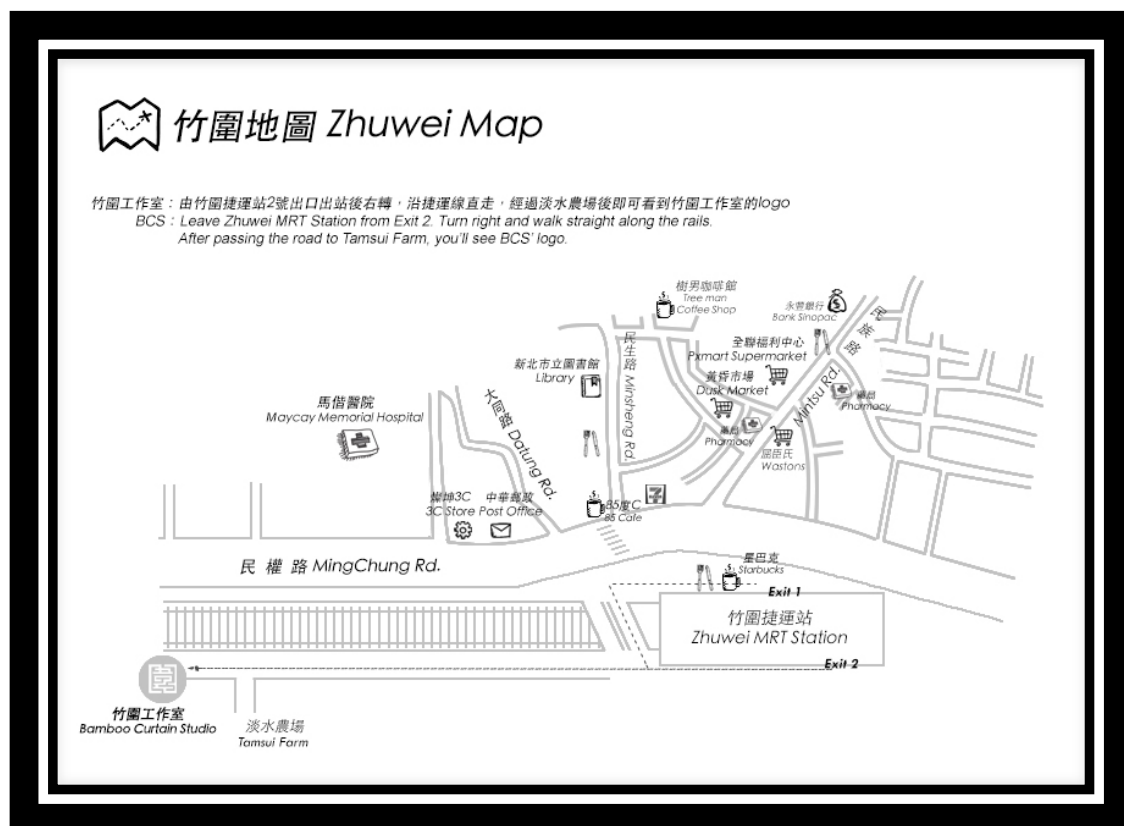 竹圍地圖 Zhuwei Map
竹圍工作室：由竹圍捷運站2號出口出站後右轉，沿捷運線直走，經過淡水農場後即可看到竹圍工作室的logo
BCS : Leave Zhuwei MRT Station from Exit 2. Turn right and walk straight along the rails.
After passing the road to Tamsui Farm, you'll see BCS' logo.
樹男咖啡館
Tree man
Coffee Shop
永豐銀行
Bank Sinopac
民族路
Mintsu Rd.
全聯福利中心
Pxmart Supermarket
黃昏市場
Dusk Market
藥局
Pharmacy
藥局
Pharmacy
屈臣氏
Wastons
新北市立圖書館
Library
民生路 Minsheng Rd.
馬偕醫院
Maycay Memorial Hospital
大同路 Datung Rd.
燦坤3C
3C Store
中華郵政
Post Office
85度C
85 Cafe
民權路 MingChung Rd.
星巴克
Starbucks
Exit 1
竹圍捷運站
Zhuwei MRT Station
Exit 2
竹圍工作室
Bamboo Curtain Studio
淡水農場
Tamsui Farm